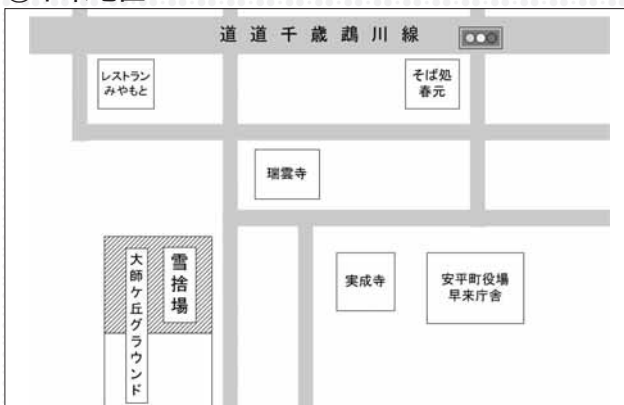 道道千歳鵡川線
レストラン
みやもと
そば処
春元
瑞雲寺
大師ケ丘グラウンド
雪捨場
実成寺
安平町役場
早来庁舎